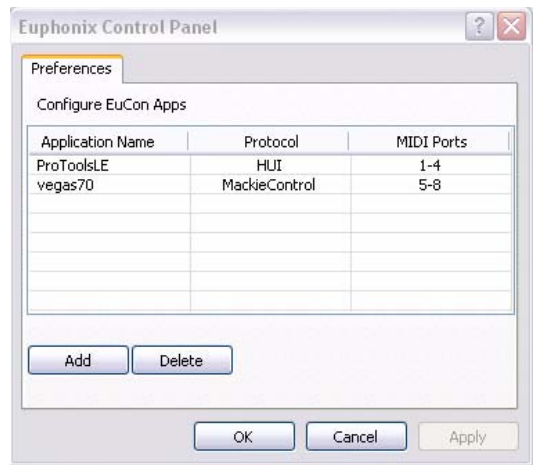 Euphonix Control Panel
Preferences
Configure EuCon Apps
Application Name Protocol MIDI Ports
ProToolsLE HUI 1-4
vegas70 MackieControl 5-8
Add Delete
OK Cancel Apply